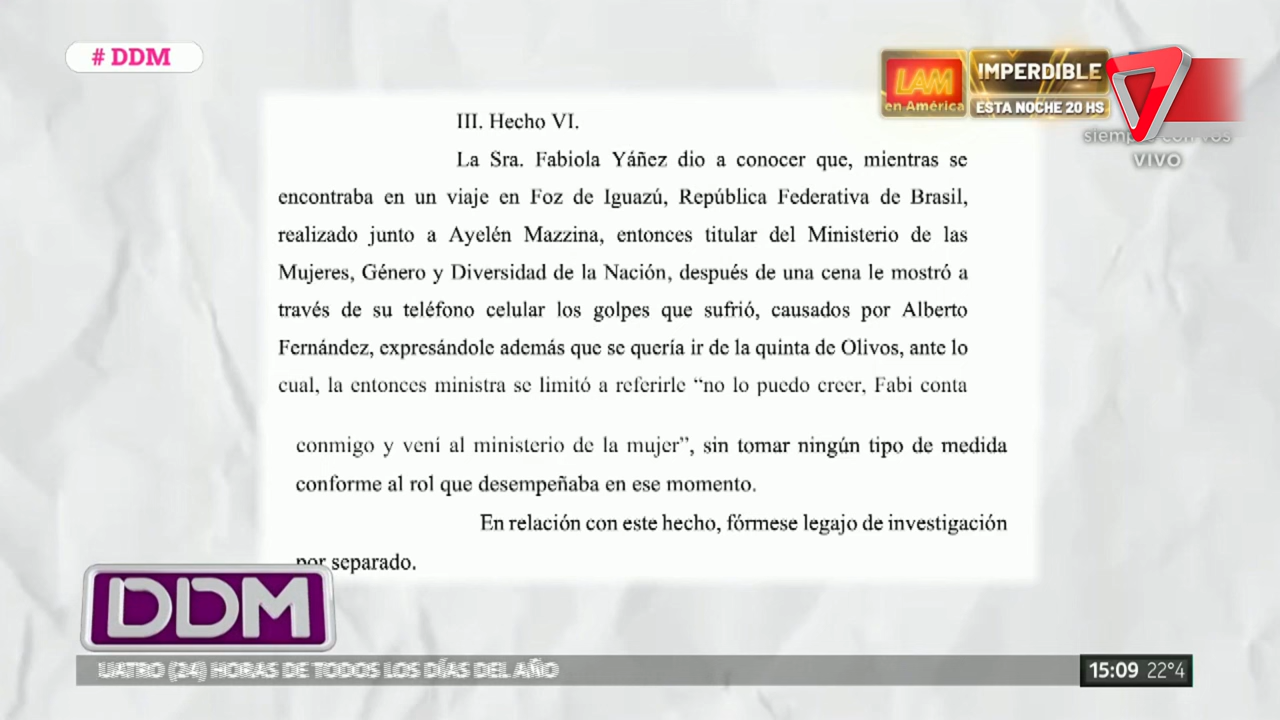 # DDM
LAM
en América
IMPERDIBLE
ESTA NOCHE 20 HS
VIVO
III. Hecho VI.
La Sra. Fabiola Yáñez dio a conocer que, mientras se
encontraba en un viaje en Foz de Iguazú, República Federativa de Brasil,
realizado junto a Ayelén Mazzina, entonces titular del Ministerio de las
Mujeres, Género y Diversidad de la Nación, después de una cena le mostró a
través de su teléfono celular los golpes que sufrió, causados por Alberto
Fernández, expresándole además que se quería ir de la quinta de Olivos, ante lo
cual, la entonces ministra se limitó a referirle “no lo puedo creer, Fabi conta
conmigo y vení al ministerio de la mujer”, sin tomar ningún tipo de medida
conforme al rol que desempeñaba en ese momento.
En relación con este hecho, fórmese legajo de investigación
por separado.
DDM
UATRO (24) HORAS DE TODOS LOS DÍAS DEL AÑO
15:09 22°4